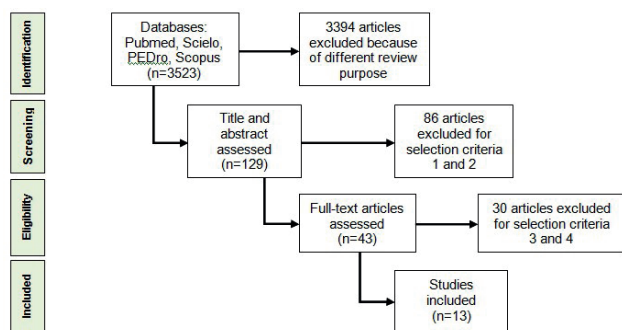 Identification
Databases:
Pubmed, Scielo,
PEDro, Scopus
(n=3523)
3394 articles
excluded because
of different review
purpose
Screening
Title and
abstract
assessed
(n=129)
86 articles
excluded for
selection criteria
1 and 2
Eligibility
Full-text articles
assessed
(n=43)
30 articles excluded
for selection criteria
3 and 4
Included
Studies
included
(n=13)